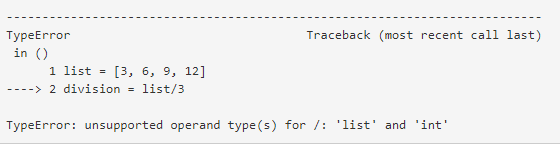 ---------------------------------------------------------------------------
TypeError                                 Traceback (most recent call last)
 in ()
      1 list = [3, 6, 9, 12]
----> 2 division = list/3

TypeError: unsupported operand type(s) for /: 'list' and 'int'